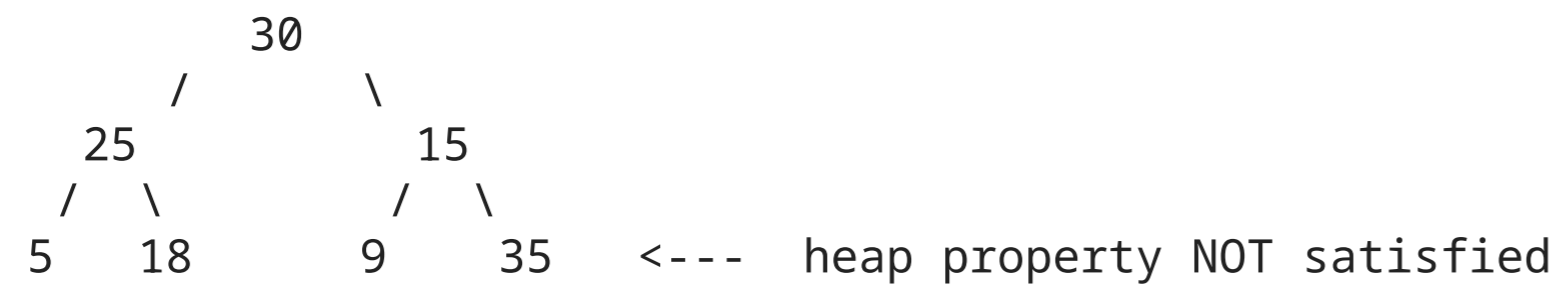 30
/ \
25 15
/ \ / \
5 18 9 35 <--- heap property NOT satisfied